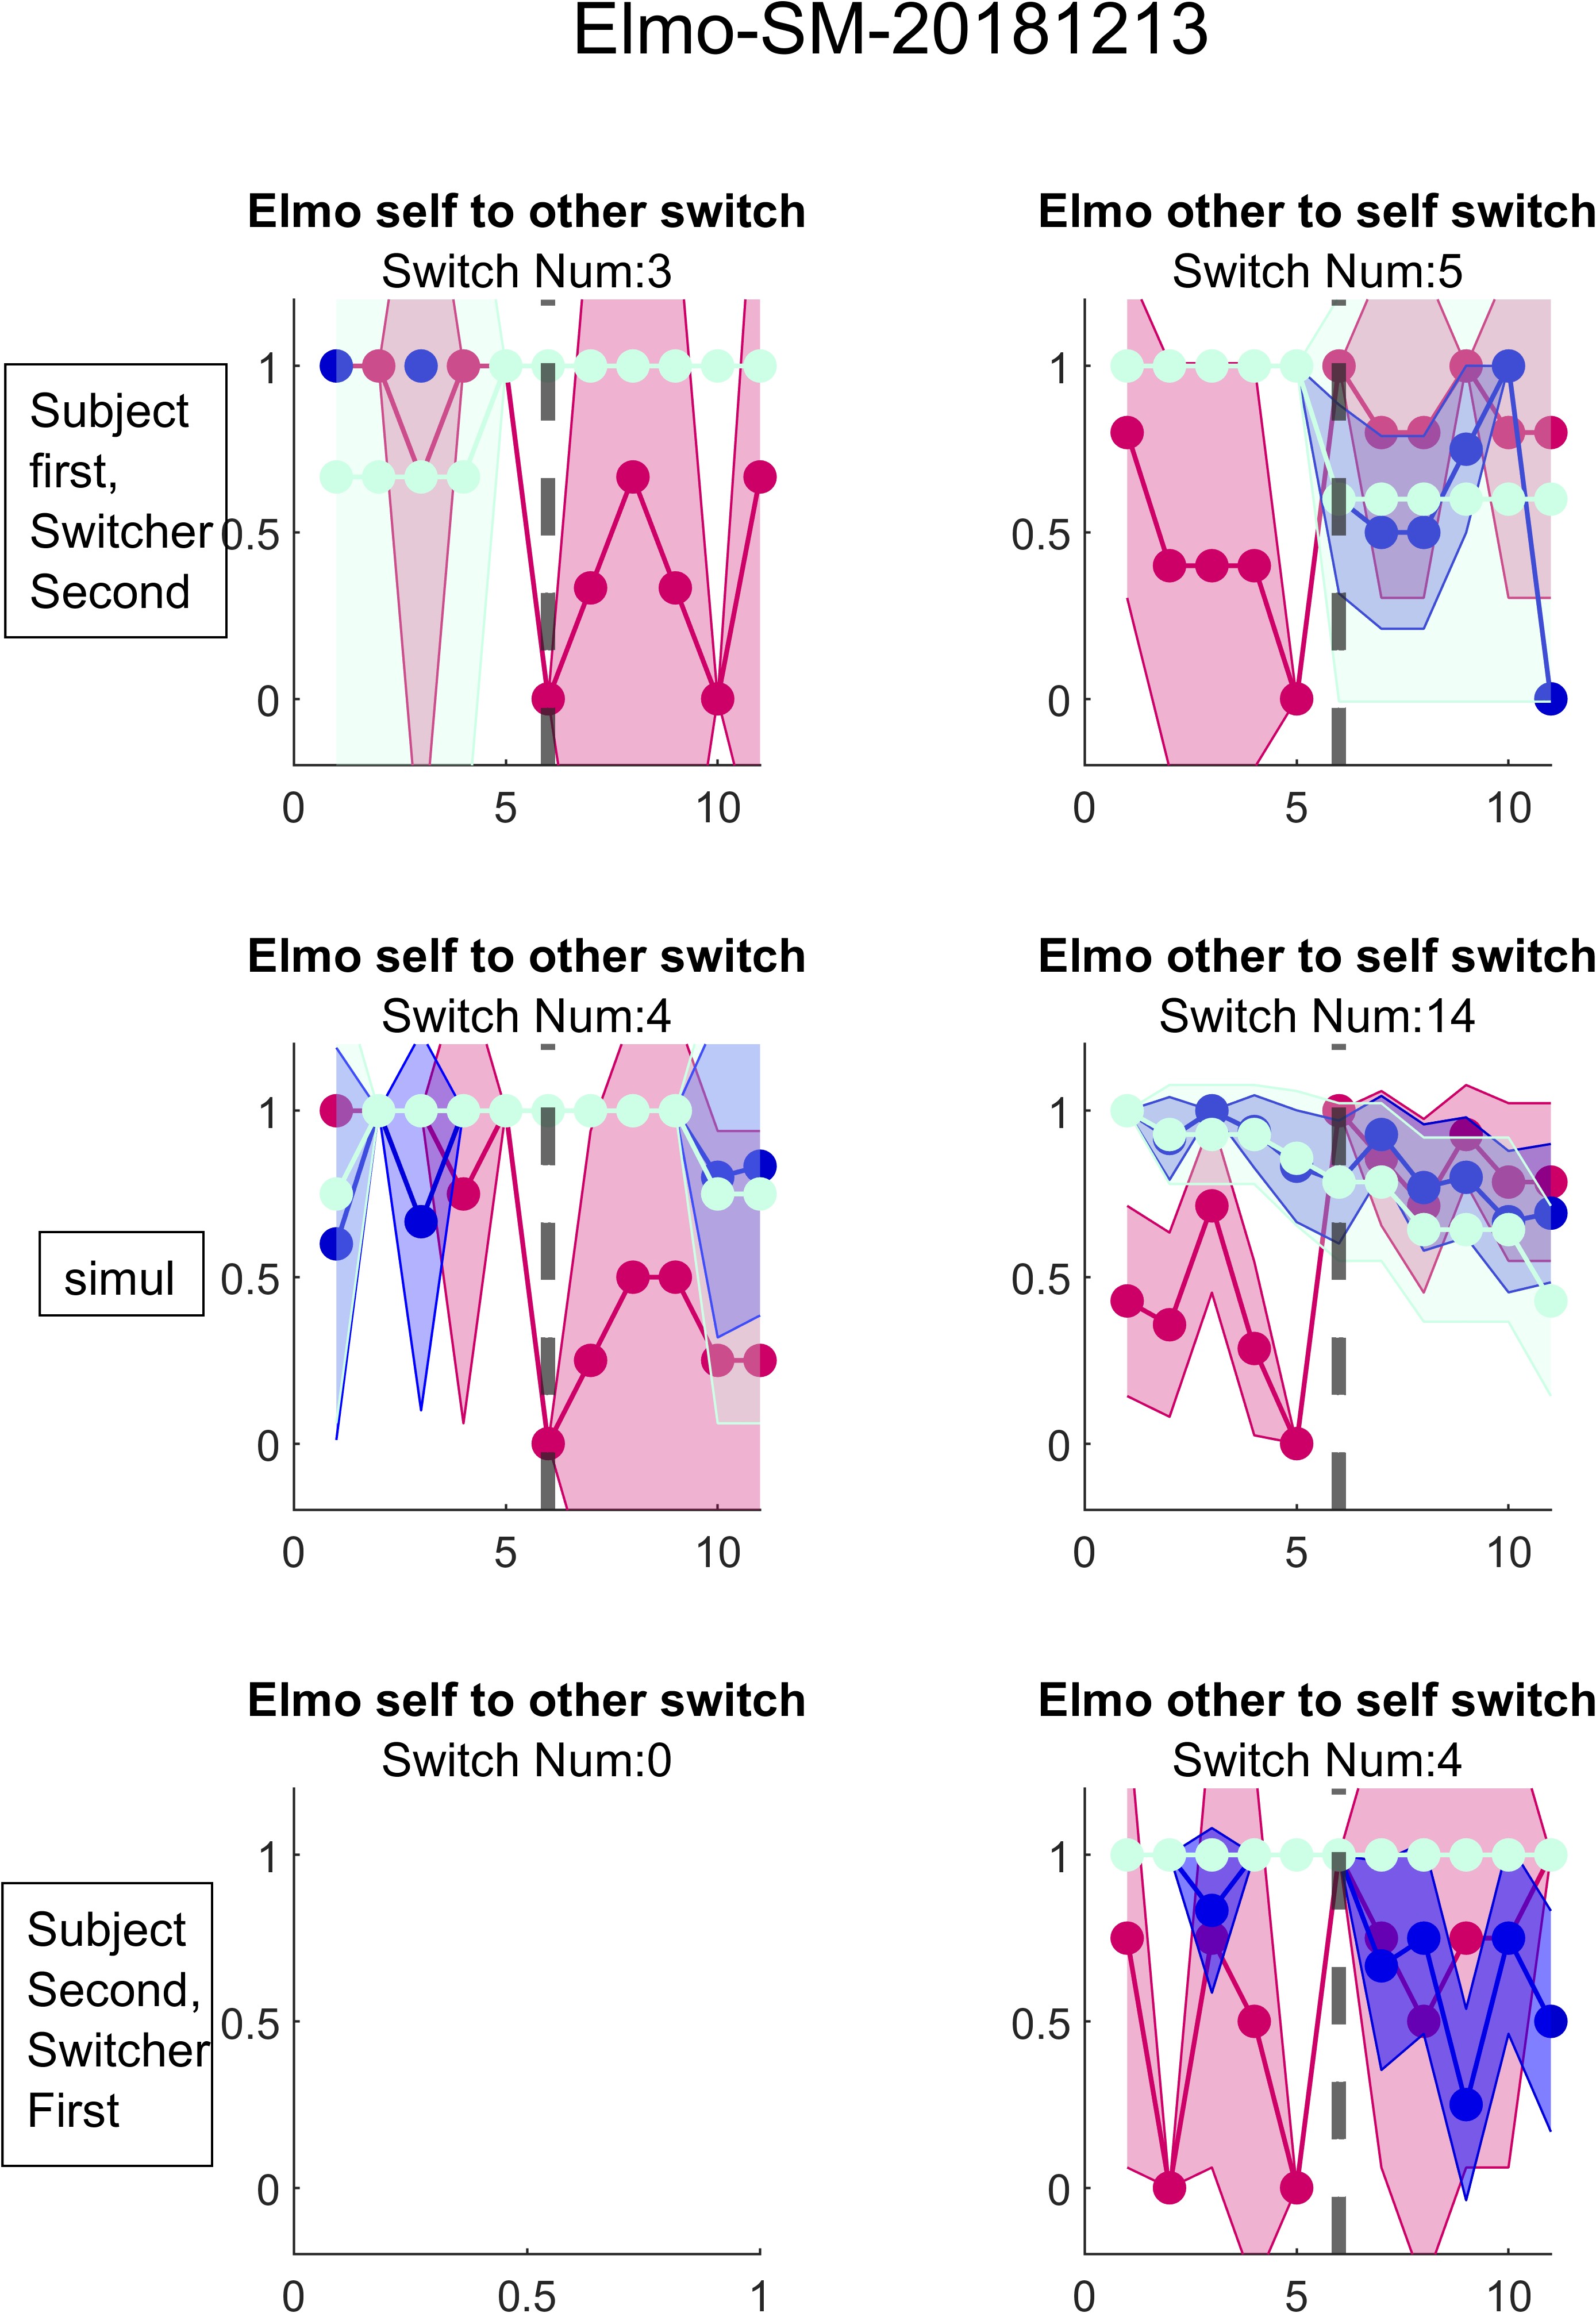 Elmo-SM-20181213
Elmo self to other switch
Switch Num:3
Elmo other to self switch
Switch Num:5
Subject
first,
Switcher
Second
1
0.5
0
0
5
10
1
0.5
0
0
5
10
Elmo self to other switch
Switch Num:4
Elmo other to self switch
Switch Num:14
simul
1
0.5
0
0
5
10
1
0.5
0
0
5
10
Elmo self to other switch
Switch Num:0
Elmo other to self switch
Switch Num:4
Subject
Second,
Switcher
First
1
0.5
0
0
0.5
1
1
0.5
0
0
5
10